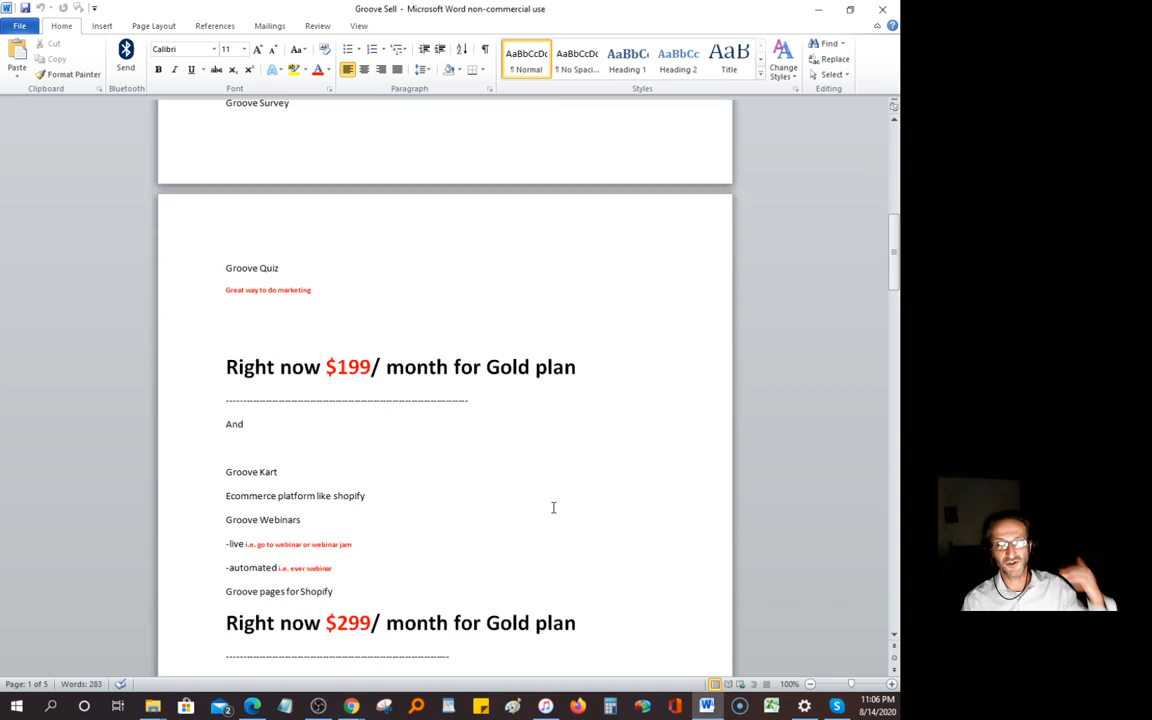 Groove Sell - Microsoft Word non-commercial use
File Home Insert Page Layout References Mailings Review View
Paste
Cut
Copy
Format Painter
Clipboard
Send
Bluetooth
Calibri 11
Font
Paragraph
AaBbCcDc AaBbCcDc AaBbCc AaBbCc AaB
¶ Normal ¶ No Spaci... Heading 1 Heading 2 Title
Change Styles
Styles
Find
Replace
Select
Editing
Groove Survey
Groove Quiz
Great way to do marketing
Right now $199/ month for Gold plan
And
Groove Kart
Ecommerce platform like shopify
Groove Webinars
-live i.e. go to webinar or webinar jam
-automated i.e. ever webinar
Groove pages for Shopify
Right now $299/ month for Gold plan
Page: 1 of 5 Words: 283 100%
11:06 PM
8/14/2020